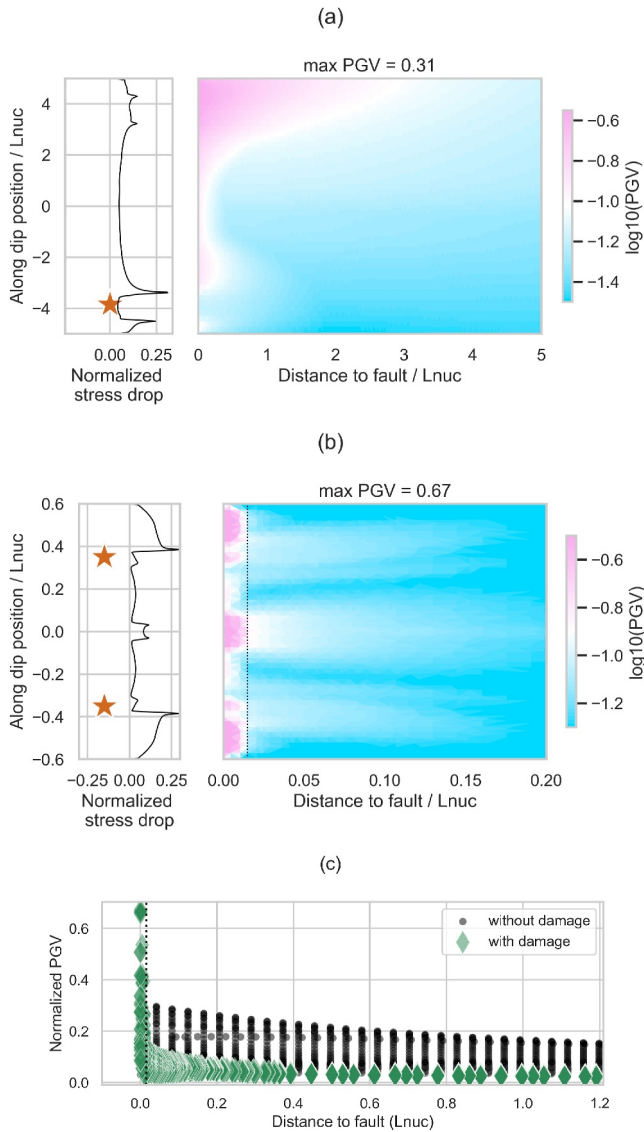 (a)
max PGV = 0.31
Along dip position / Lnuc
4
2
0
−2
−4
0.00 0.25
Normalized
stress drop
0 1 2 3 4 5
Distance to fault / Lnuc
−0.6
−0.8
−1.0
−1.2
−1.4
log10(PGV)
(b)
max PGV = 0.67
Along dip position / Lnuc
0.6
0.4
0.2
0.0
−0.2
−0.4
−0.6
−0.25 0.00 0.25
Normalized
stress drop
0.00 0.05 0.10 0.15 0.20
Distance to fault / Lnuc
−0.6
−0.8
−1.0
−1.2
log10(PGV)
(c)
Normalized PGV
0.6
0.4
0.2
0.0
without damage
with damage
0.0 0.2 0.4 0.6 0.8 1.0 1.2
Distance to fault (Lnuc)